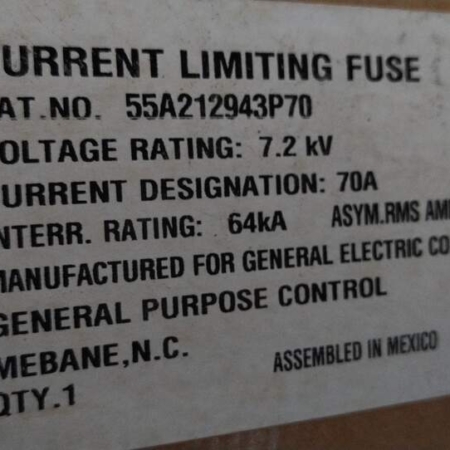 URRENT LIMITING FUSE
AT.NO. 55A212943P70
OLTAGE RATING: 7.2 kV
URRENT DESIGNATION: 70A
NTERR. RATING: 64kA ASYM.RMS AM
MANUFACTURED FOR GENERAL ELECTRIC CO
GENERAL PURPOSE CONTROL
MEBANE,N.C.
ASSEMBLED IN MEXICO
QTY.1